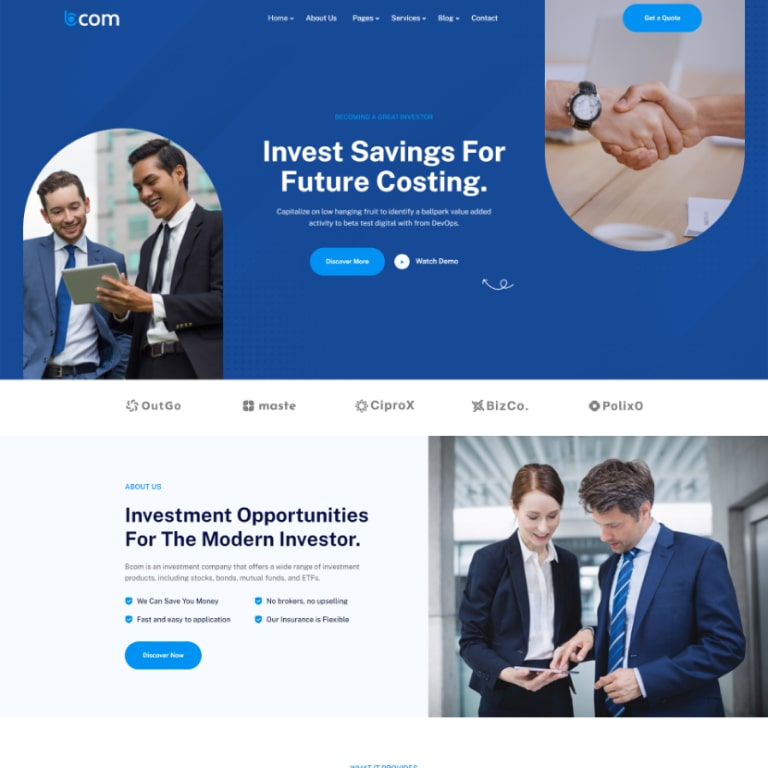 bcom
Home
About Us
Pages
Services
Blog
Contact
Get a Quote
BECOMING A GREAT INVESTOR
Invest Savings For
Future Costing.
Capitalize on low hanging fruit to identify a ballpark value added
activity to beta test digital with from DevOps.
Discover More
Watch Demo
OutGo
maste
CiproX
BizCo.
PolixO
ABOUT US
Investment Opportunities
For The Modern Investor.
Bcom is an investment company that offers a wide range of investment
products, including stocks, bonds, mutual funds, and ETFs.
We Can Save You Money
No brokers, no upselling
Fast and easy to application
Our Insurance is Flexible
Discover Now
WHAT IT PROVIDES